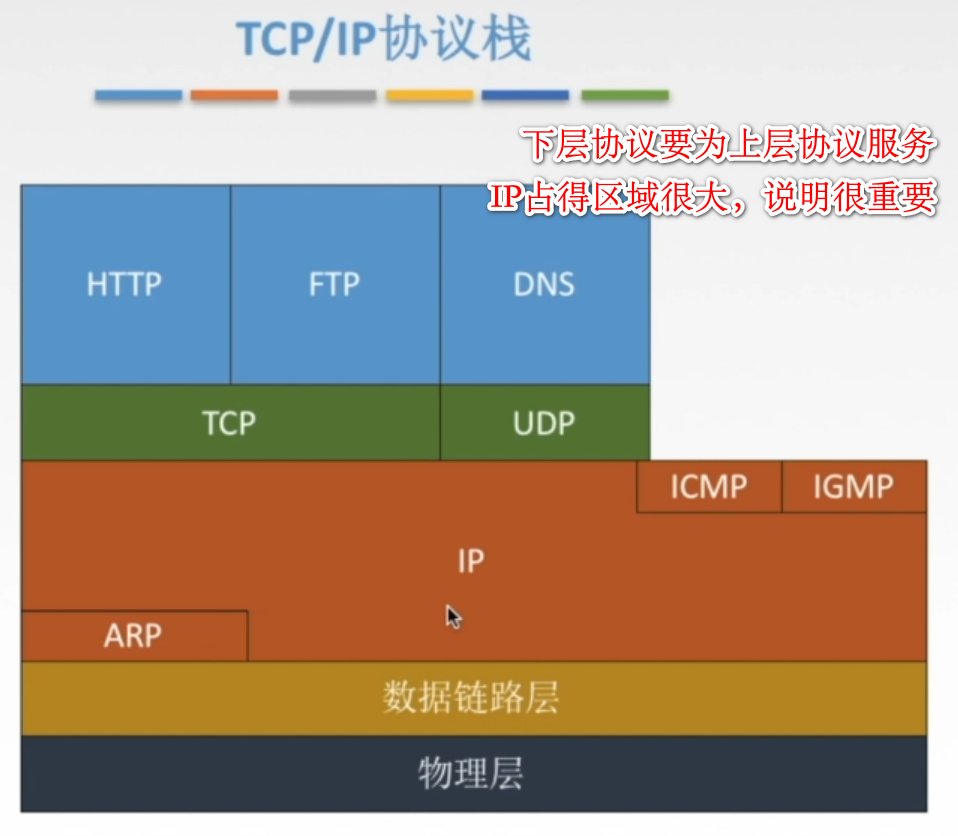 TCP/IP协议栈
下层协议要为上层协议服务
IP占得区域很大，说明很重要
HTTP
FTP
DNS
TCP
UDP
ICMP
IGMP
IP
ARP
数据链路层
物理层